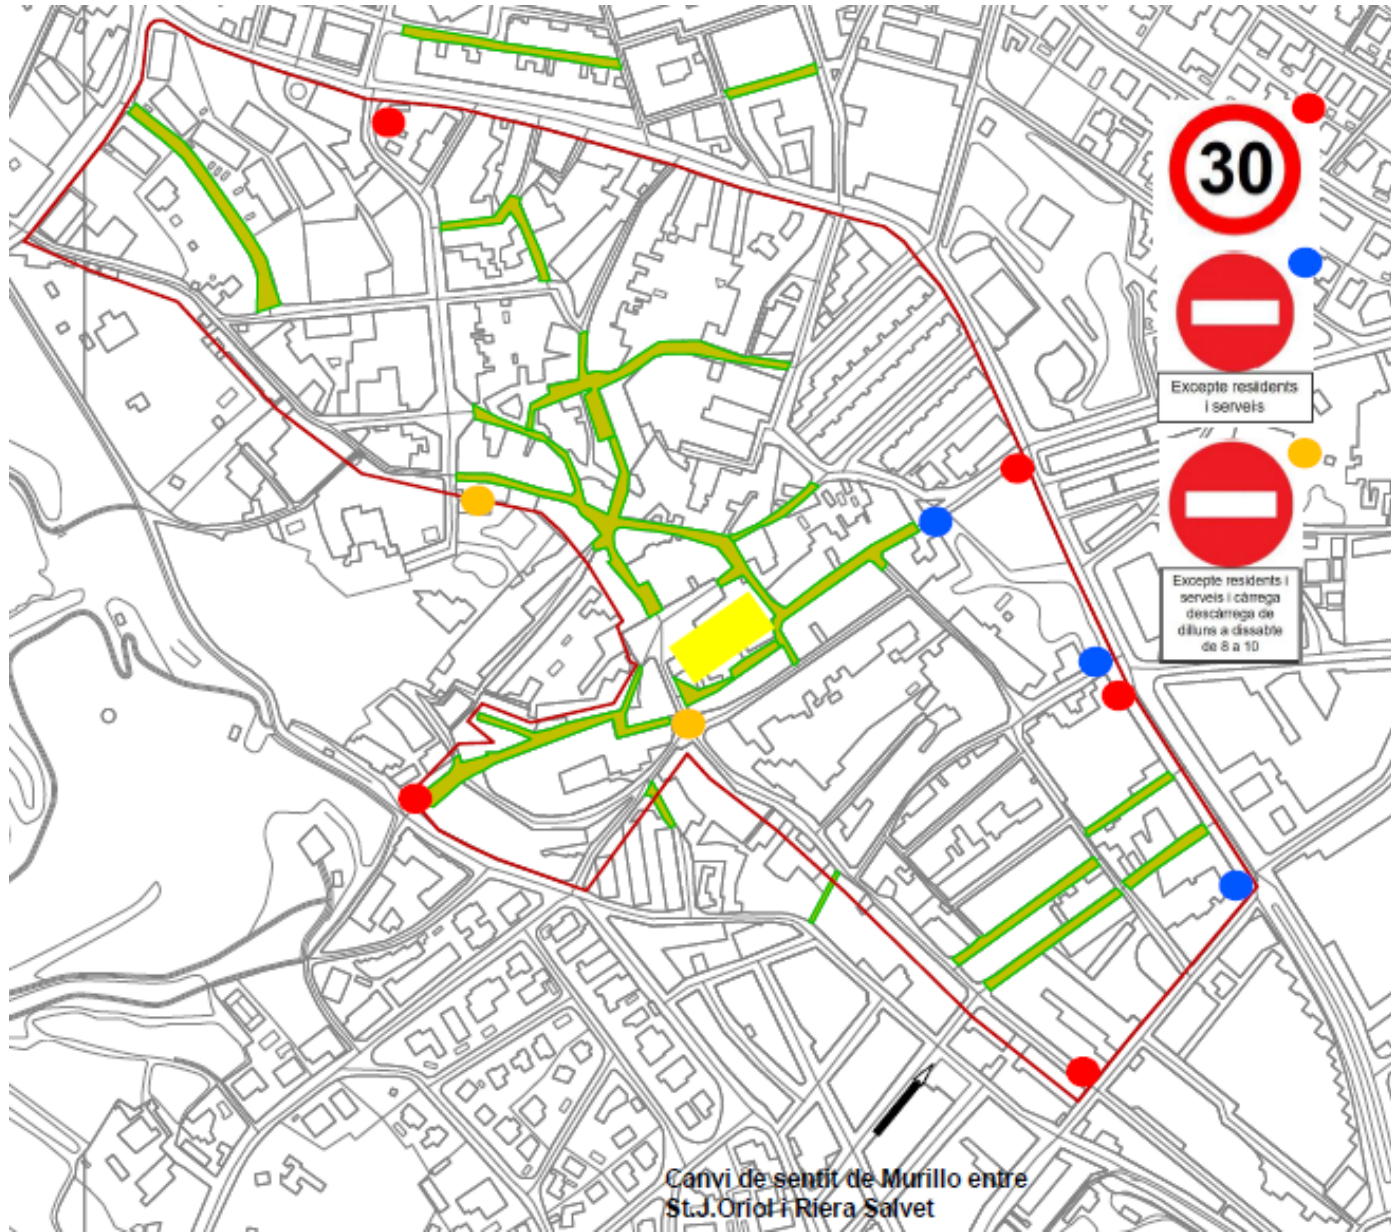 30
Excepte residents
i serveis
Excepte residents i
serveis i càrrega
descàrrega de
dilluns a dissabte
de 8 a 10
Canvi de sentit de Murillo entre
St.J.Oriol i Riera Salvet